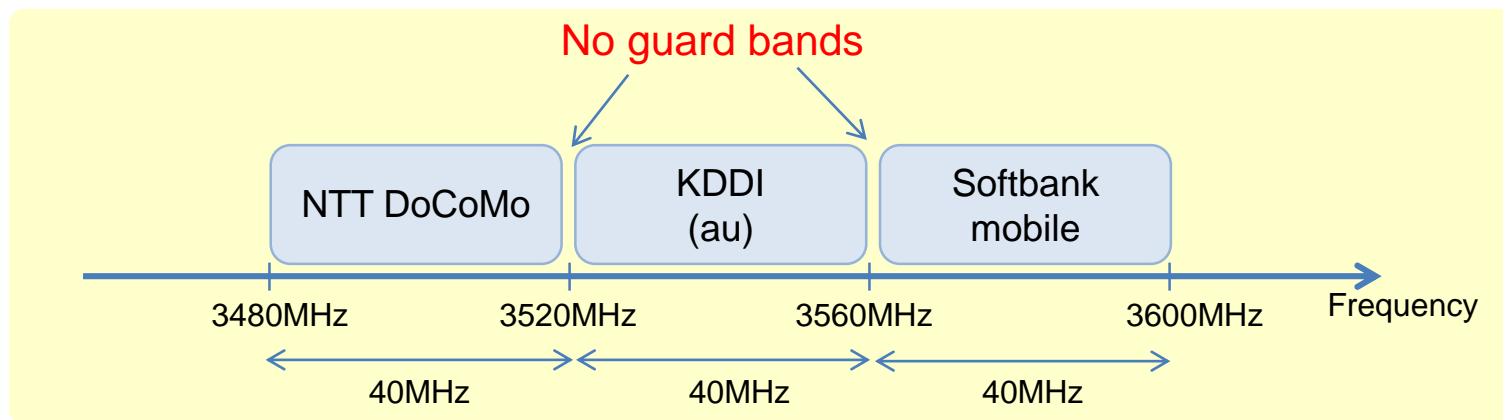 No guard bands
NTT DoCoMo
KDDI
(au)
Softbank
mobile
3480MHz
3520MHz
3560MHz
3600MHz
Frequency
40MHz
40MHz
40MHz